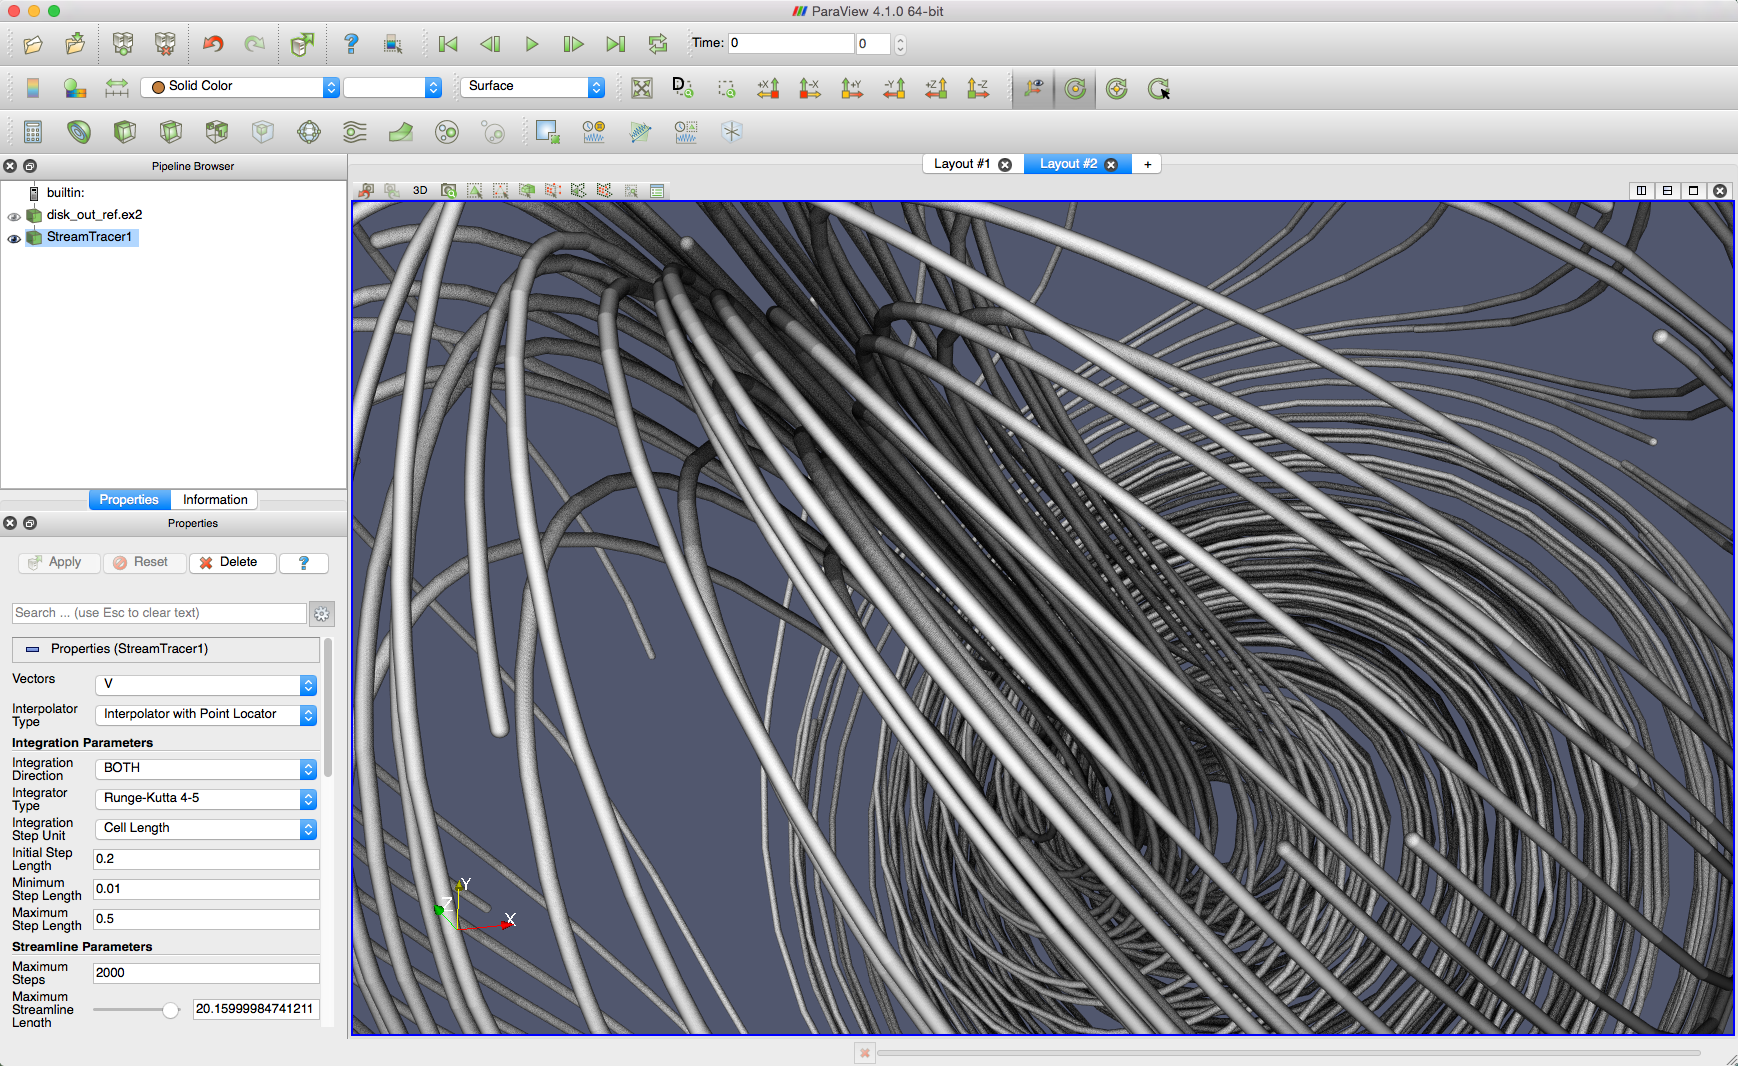 ParaView 4.1.0 64-bit
? Time: 0 0
Solid Color Surface D +X -X +Y -Y +Z -Z
Pipeline Browser
Layout #1 Layout #2 +
3D
builtin:
disk_out_ref.ex2
StreamTracer1
Properties Information
Properties
Apply Reset Delete ?
Search ... (use Esc to clear text)
Properties (StreamTracer1)
Vectors V
Interpolator
Type Interpolator with Point Locator
Integration Parameters
Integration
Direction BOTH
Integrator
Type Runge-Kutta 4-5
Integration
Step Unit Cell Length
Initial Step
Length 0.2
Minimum
Step Length 0.01
Maximum
Step Length 0.5
Streamline Parameters
Maximum
Steps 2000
Maximum
Streamline
Length 20.15999984741211
Y
Z
X